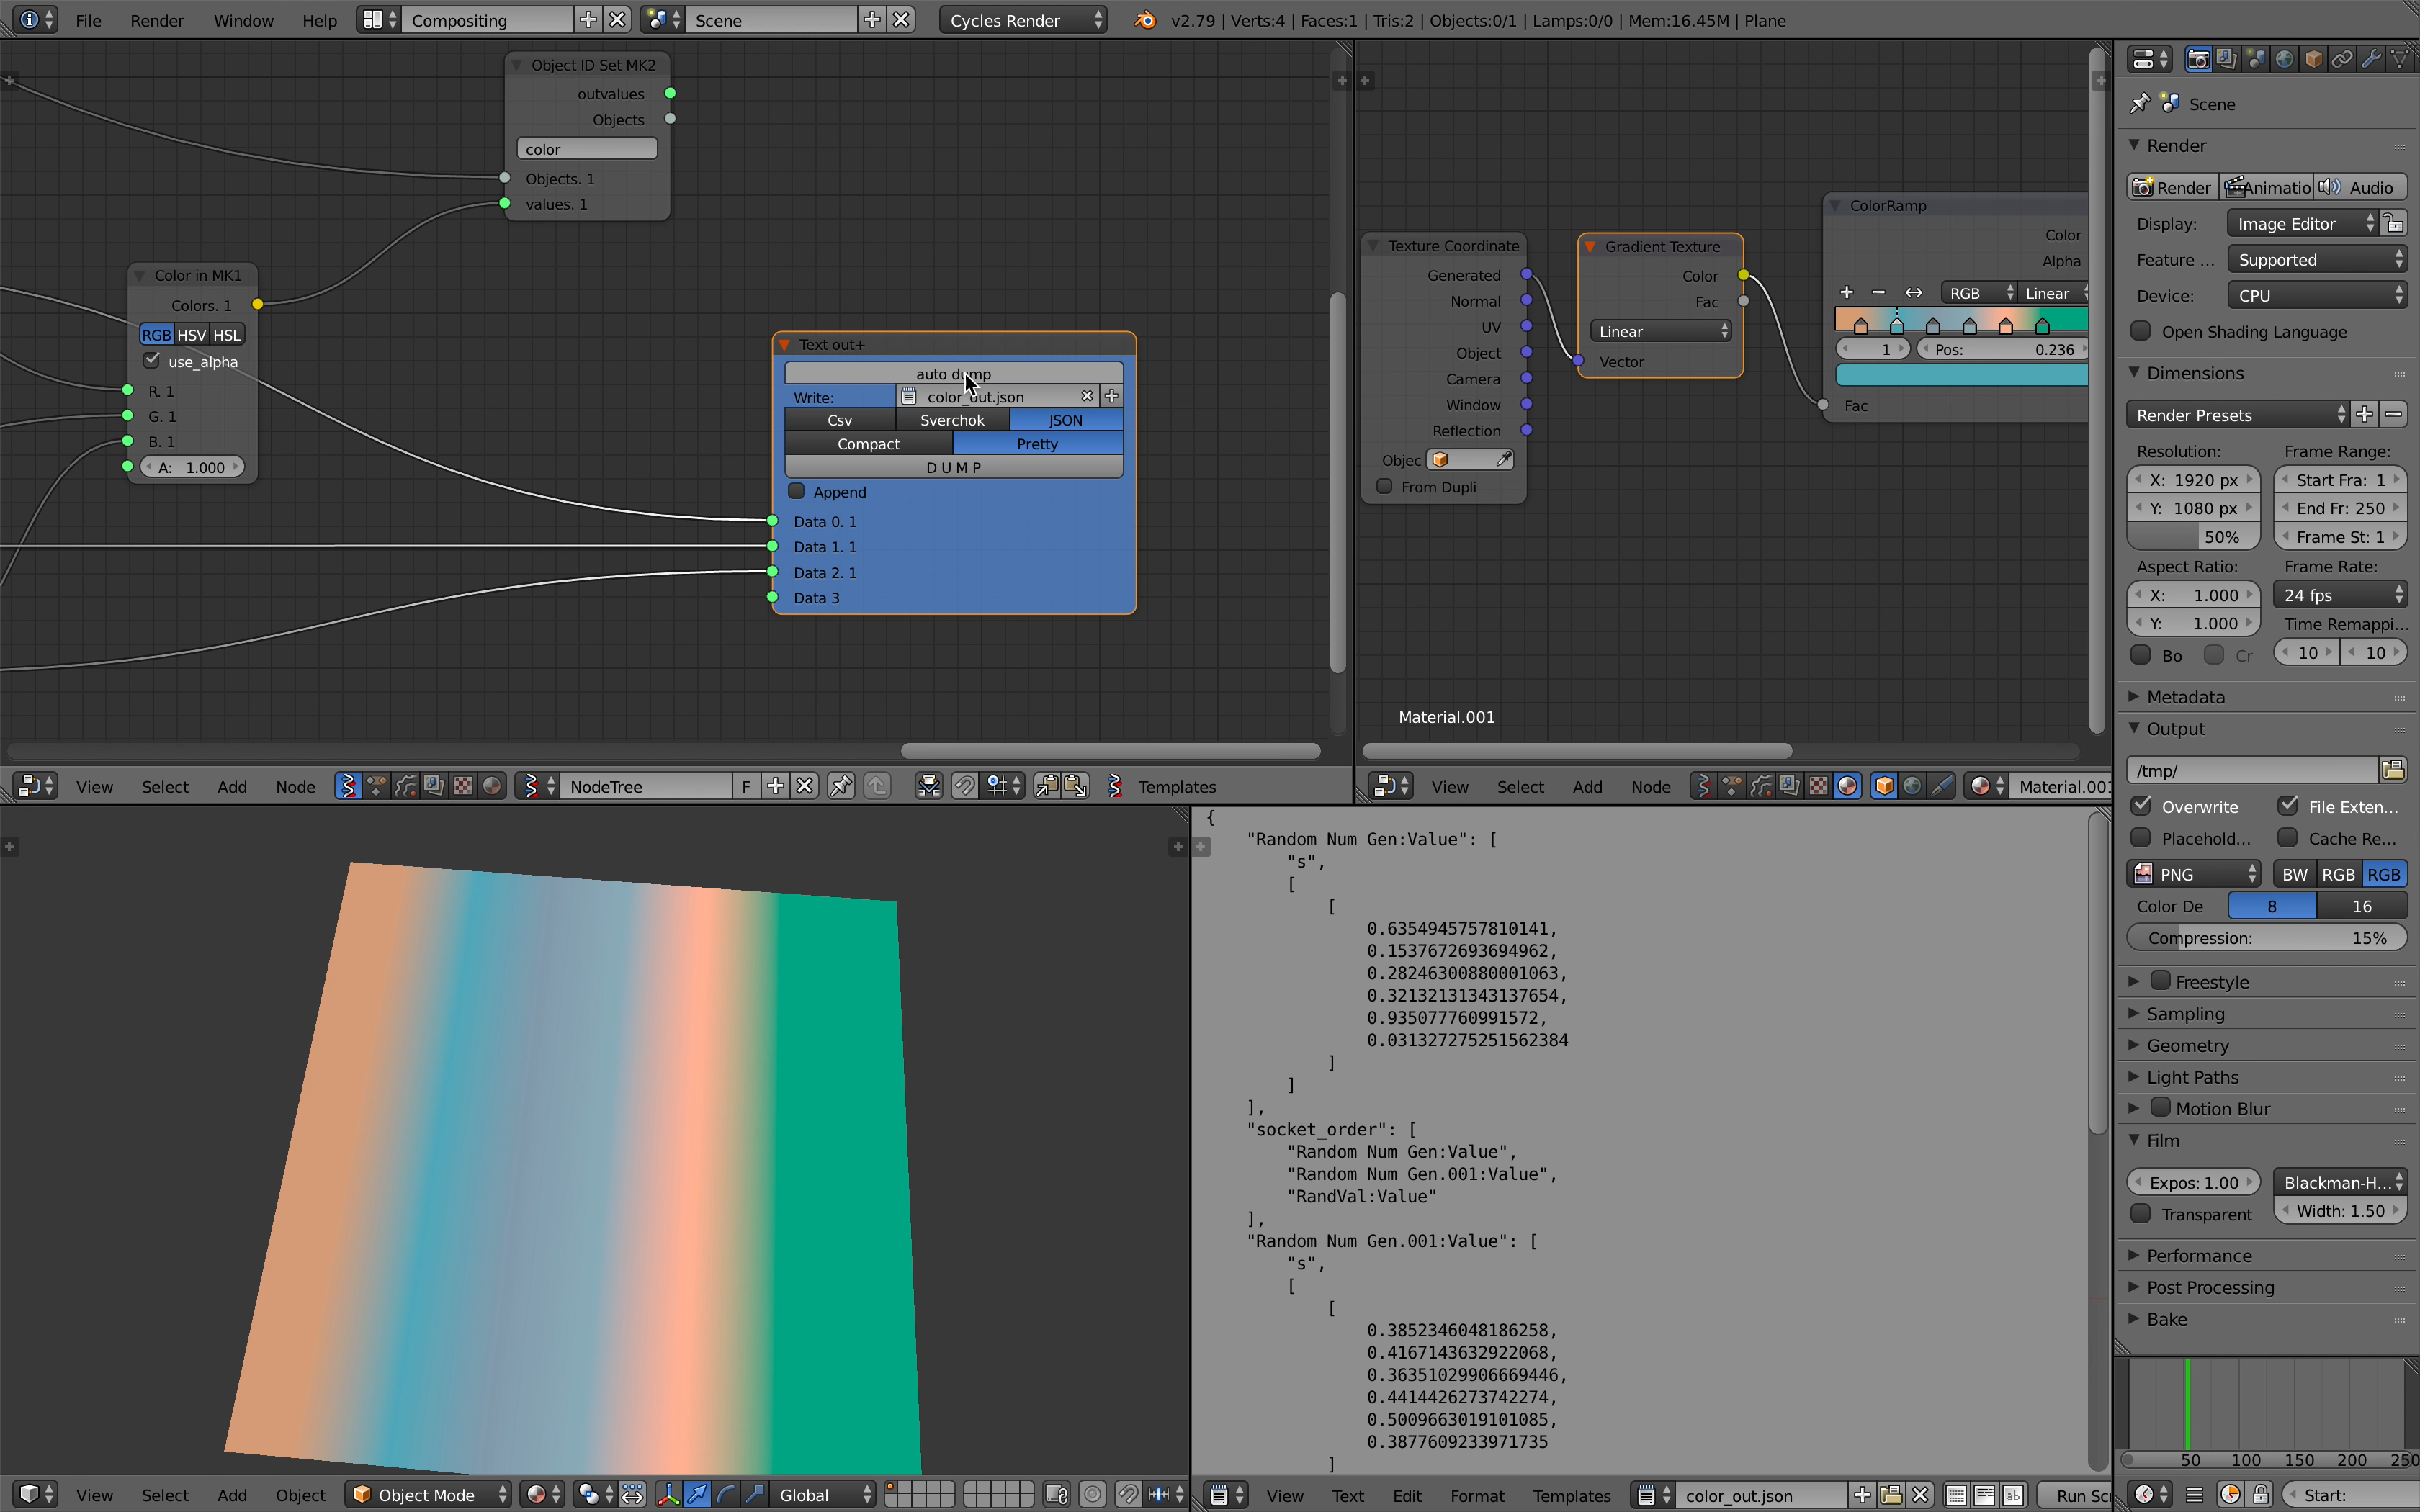 File Render Window Help Compositing Scene Cycles Render v2.79 | Verts:4 | Faces:1 | Tris:2 | Objects:0/1 | Lamps:0/0 | Mem:16.45M | Plane
Object ID Set MK2
outvalues
Objects
color
Objects. 1
values. 1
Color in MK1
Colors. 1
RGB HSV HSL
use_alpha
R. 1
G. 1
B. 1
A: 1.000
Text out+
auto dump
Write: color_out.json
Csv Sverchok JSON
Compact Pretty
D U M P
Append
Data 0. 1
Data 1. 1
Data 2. 1
Data 3
View Select Add Node NodeTree F Templates
Texture Coordinate
Generated
Normal
UV
Object
Camera
Window
Reflection
Objec
From Dupli
Gradient Texture
Color
Fac
Linear
Vector
ColorRamp
Color
Alpha
RGB Linear
1 Pos: 0.236
Fac
Material.001
View Select Add Node Material.001
View Select Add Object Object Mode Global
{
"Random Num Gen:Value": [
"s",
[
[
0.6354945757810141,
0.1537672693694962,
0.28246300880001063,
0.32132131343137654,
0.935077760991572,
0.031327275251562384
]
]
],
"socket_order": [
"Random Num Gen:Value",
"Random Num Gen.001:Value",
"RandVal:Value"
],
"Random Num Gen.001:Value": [
"s",
[
[
0.3852346048186258,
0.4167143632922068,
0.36351029906669446,
0.4414426273742274,
0.5009663019101085,
0.3877609233971735
]
View Text Edit Format Templates color_out.json Run Scr
Scene
Render
Render Animatio Audio
Display: Image Editor
Feature ... Supported
Device: CPU
Open Shading Language
Dimensions
Render Presets
Resolution: Frame Range:
X: 1920 px Start Fra: 1
Y: 1080 px End Fr: 250
50% Frame St: 1
Aspect Ratio: Frame Rate:
X: 1.000 24 fps
Y: 1.000 Time Remappi...
Bo Cr 10 10
Metadata
Output
/tmp/
Overwrite File Exten...
Placehold... Cache Re...
PNG BW RGB RGB
Color De 8 16
Compression: 15%
Freestyle
Sampling
Geometry
Light Paths
Motion Blur
Film
Expos: 1.00 Blackman-H...
Transparent Width: 1.50
Performance
Post Processing
Bake
50 100 150 200 250
Start: